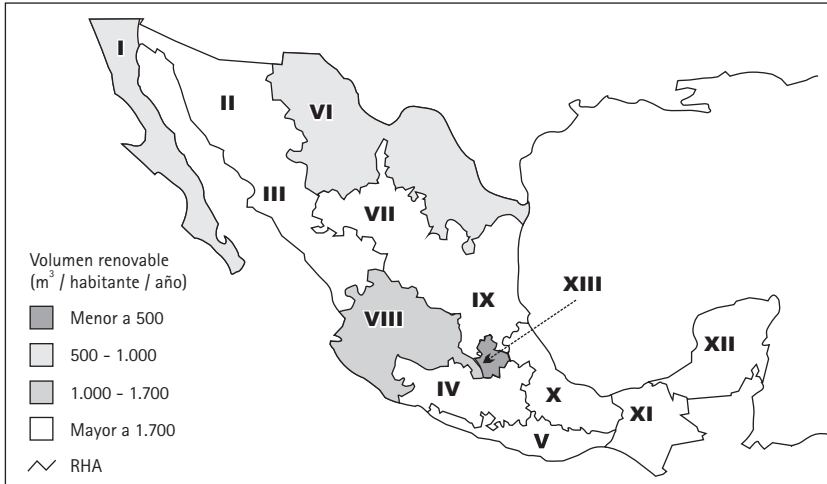 I
II
VI
III
VII
Volumen renovable
(m³ / habitante / año)
Menor a 500
500 - 1.000
1.000 - 1.700
Mayor a 1.700
RHA
VIII
IX
XIII
IV
X
V
XI
XII